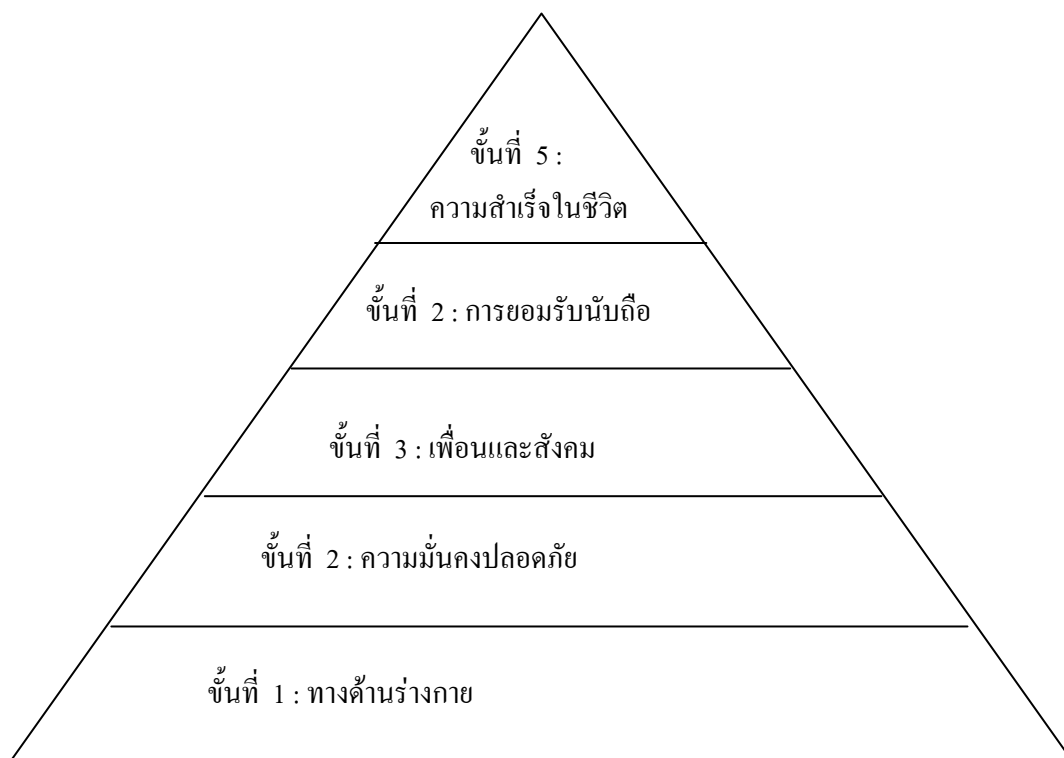 ขั้นที่ 5 :
ความสำเร็จในชีวิต
ขั้นที่ 2 : การยอมรับนับถือ
ขั้นที่ 3 : เพื่อนและสังคม
ขั้นที่ 2 : ความมั่นคงปลอดภัย
ขั้นที่ 1 : ทางด้านร่างกาย